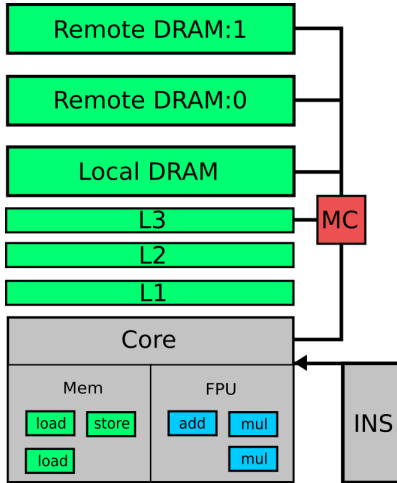 Remote DRAM:1
Remote DRAM:0
Local DRAM
L3
MC
L2
L1
Core
Mem
FPU
load
store
add
mul
load
mul
INS